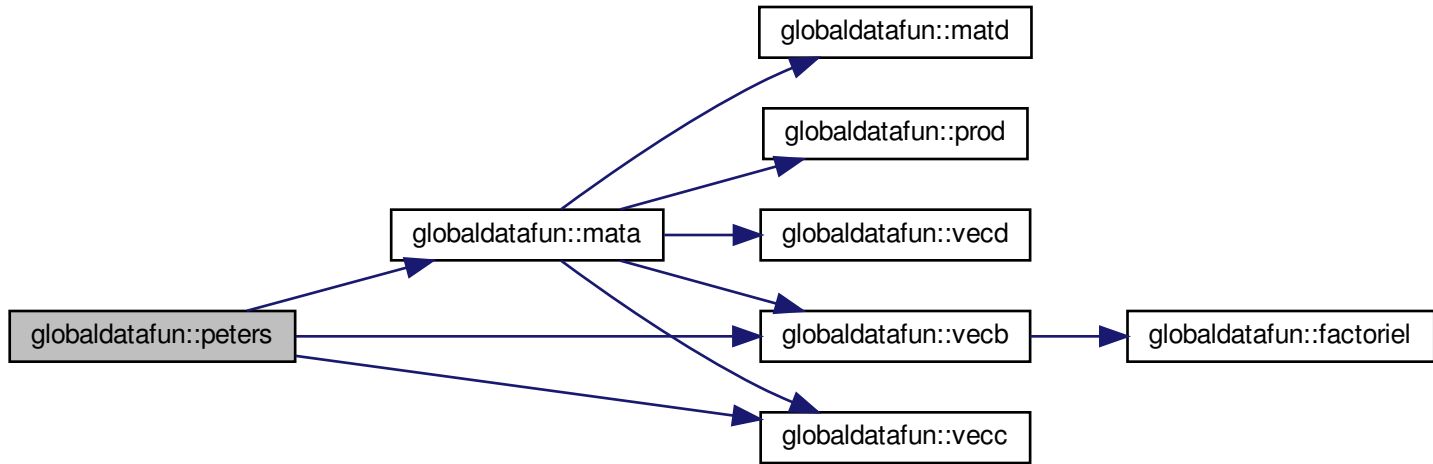 globaldatafun::matd
globaldatafun::prod
globaldatafun::mata
globaldatafun::vecd
globaldatafun::peters
globaldatafun::vecb
globaldatafun::factoriel
globaldatafun::vecc